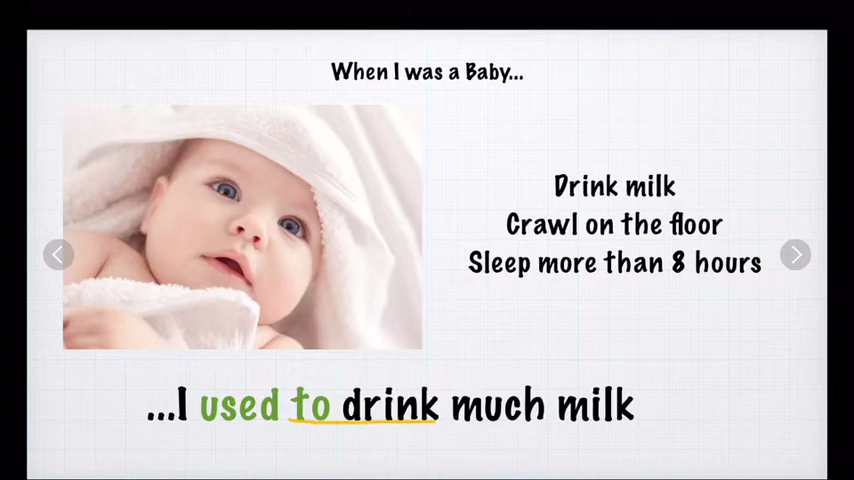 When I was a Baby...
Drink milk
Crawl on the floor
Sleep more than 8 hours
...I used to drink much milk